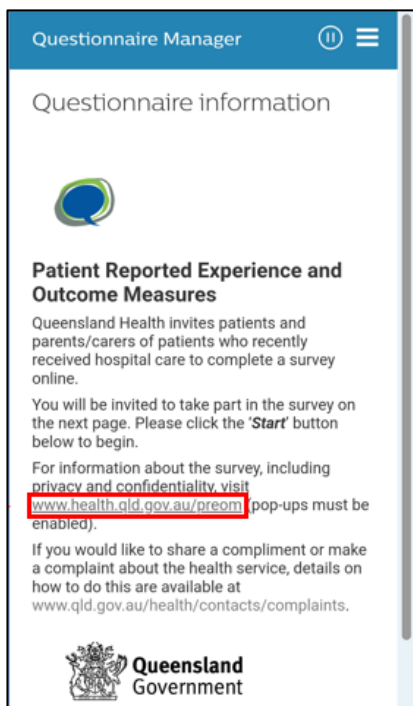 Questionnaire Manager
Questionnaire information
Patient Reported Experience and
Outcome Measures
Queensland Health invites patients and
parents/carers of patients who recently
received hospital care to complete a survey
online.
You will be invited to take part in the survey on
the next page. Please click the ‘Start’ button
below to begin.
For information about the survey, including
privacy and confidentiality, visit
www.health.qld.gov.au/preom (pop-ups must be
enabled).
If you would like to share a compliment or make
a complaint about the health service, details on
how to do this are available at
www.qld.gov.au/health/contacts/complaints.
Queensland
Government